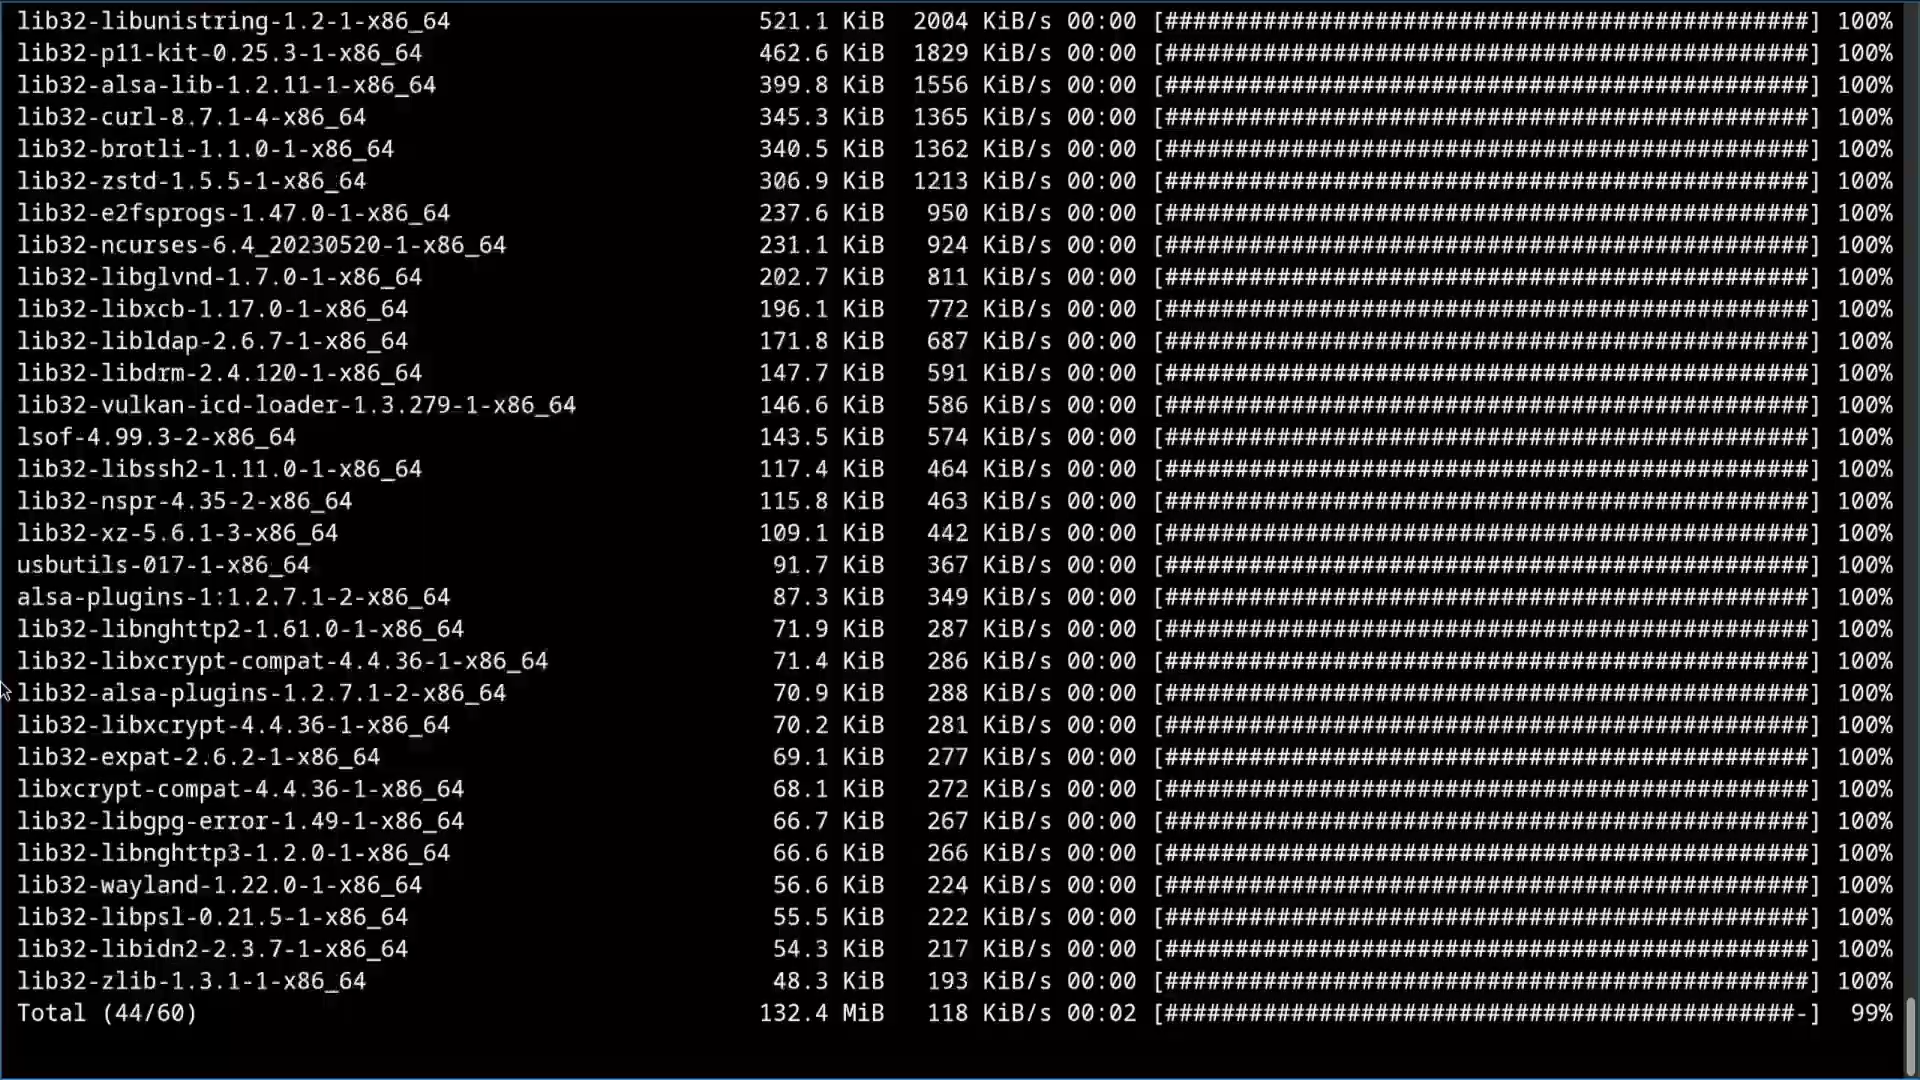 lib32-libunistring-1.2-1-x86_64 521.1 KiB 2004 KiB/s 00:00 [##############################################] 100%
lib32-p11-kit-0.25.3-1-x86_64 462.6 KiB 1829 KiB/s 00:00 [##############################################] 100%
lib32-alsa-lib-1.2.11-1-x86_64 399.8 KiB 1556 KiB/s 00:00 [##############################################] 100%
lib32-curl-8.7.1-4-x86_64 345.3 KiB 1365 KiB/s 00:00 [##############################################] 100%
lib32-brotli-1.1.0-1-x86_64 340.5 KiB 1362 KiB/s 00:00 [##############################################] 100%
lib32-zstd-1.5.5-1-x86_64 306.9 KiB 1213 KiB/s 00:00 [##############################################] 100%
lib32-e2fsprogs-1.47.0-1-x86_64 237.6 KiB 950 KiB/s 00:00 [##############################################] 100%
lib32-ncurses-6.4_20230520-1-x86_64 231.1 KiB 924 KiB/s 00:00 [##############################################] 100%
lib32-libglvnd-1.7.0-1-x86_64 202.7 KiB 811 KiB/s 00:00 [##############################################] 100%
lib32-libxcb-1.17.0-1-x86_64 196.1 KiB 772 KiB/s 00:00 [##############################################] 100%
lib32-libldap-2.6.7-1-x86_64 171.8 KiB 687 KiB/s 00:00 [##############################################] 100%
lib32-libdrm-2.4.120-1-x86_64 147.7 KiB 591 KiB/s 00:00 [##############################################] 100%
lib32-vulkan-icd-loader-1.3.279-1-x86_64 146.6 KiB 586 KiB/s 00:00 [##############################################] 100%
lsof-4.99.3-2-x86_64 143.5 KiB 574 KiB/s 00:00 [##############################################] 100%
lib32-libssh2-1.11.0-1-x86_64 117.4 KiB 464 KiB/s 00:00 [##############################################] 100%
lib32-nspr-4.35-2-x86_64 115.8 KiB 463 KiB/s 00:00 [##############################################] 100%
lib32-xz-5.6.1-3-x86_64 109.1 KiB 442 KiB/s 00:00 [##############################################] 100%
usbutils-017-1-x86_64 91.7 KiB 367 KiB/s 00:00 [##############################################] 100%
alsa-plugins-1:1.2.7.1-2-x86_64 87.3 KiB 349 KiB/s 00:00 [##############################################] 100%
lib32-libnghttp2-1.61.0-1-x86_64 71.9 KiB 287 KiB/s 00:00 [##############################################] 100%
lib32-libxcrypt-compat-4.4.36-1-x86_64 71.4 KiB 286 KiB/s 00:00 [##############################################] 100%
lib32-alsa-plugins-1.2.7.1-2-x86_64 70.9 KiB 288 KiB/s 00:00 [##############################################] 100%
lib32-libxcrypt-4.4.36-1-x86_64 70.2 KiB 281 KiB/s 00:00 [##############################################] 100%
lib32-expat-2.6.2-1-x86_64 69.1 KiB 277 KiB/s 00:00 [##############################################] 100%
libxcrypt-compat-4.4.36-1-x86_64 68.1 KiB 272 KiB/s 00:00 [##############################################] 100%
lib32-libgpg-error-1.49-1-x86_64 66.7 KiB 267 KiB/s 00:00 [##############################################] 100%
lib32-libnghttp3-1.2.0-1-x86_64 66.6 KiB 266 KiB/s 00:00 [##############################################] 100%
lib32-wayland-1.22.0-1-x86_64 56.6 KiB 224 KiB/s 00:00 [##############################################] 100%
lib32-libpsl-0.21.5-1-x86_64 55.5 KiB 222 KiB/s 00:00 [##############################################] 100%
lib32-libidn2-2.3.7-1-x86_64 54.3 KiB 217 KiB/s 00:00 [##############################################] 100%
lib32-zlib-1.3.1-1-x86_64 48.3 KiB 193 KiB/s 00:00 [##############################################] 100%
Total (44/60) 132.4 MiB 118 KiB/s 00:02 [#############################################-] 99%